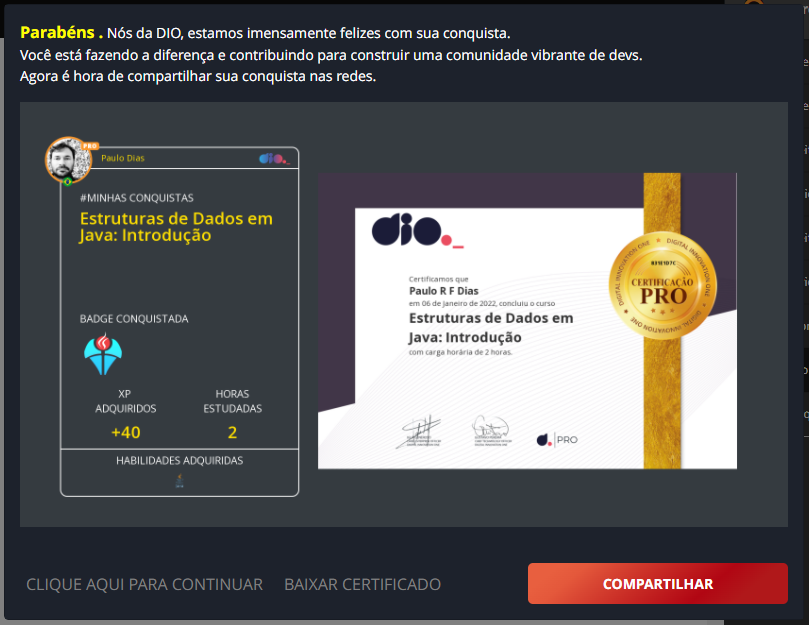 Parabéns . Nós da DIO, estamos imensamente felizes com sua conquista.
Você está fazendo a diferença e contribuindo para construir uma comunidade vibrante de devs.
Agora é hora de compartilhar sua conquista nas redes.
PRO
Paulo Dias
dio._
#MINHAS CONQUISTAS
Estruturas de Dados em
Java: Introdução
BADGE CONQUISTADA
XP
ADQUIRIDOS
+40
HORAS
ESTUDADAS
2
HABILIDADES ADQUIRIDAS
dio._
Certificamos que
Paulo R F Dias
em 06 de janeiro de 2022, concluiu o curso
Estruturas de Dados em
Java: Introdução
com carga horária de 2 horas.
d. PRO
DIGITAL INNOVATION ONE
CERTIFICAÇÃO
PRO
DIGITAL INNOVATION ONE
CLIQUE AQUI PARA CONTINUAR
BAIXAR CERTIFICADO
COMPARTILHAR